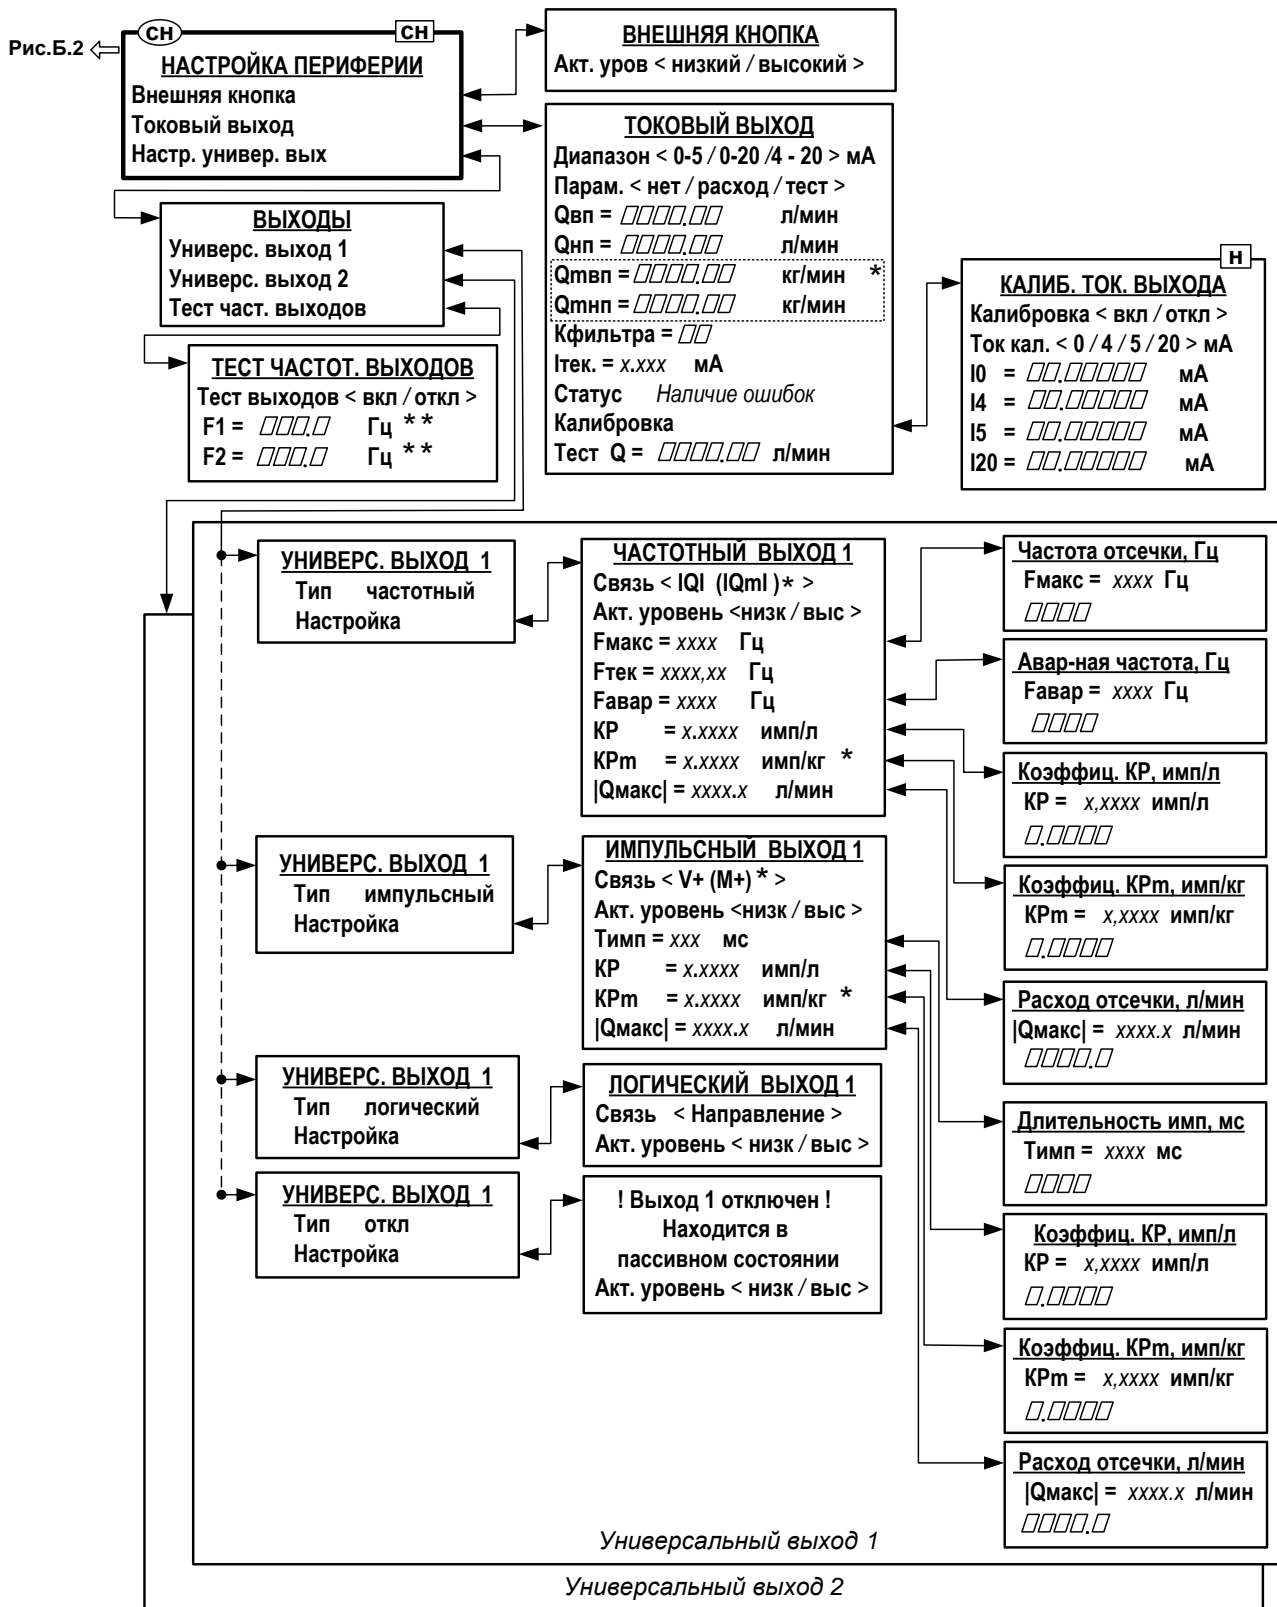 Рис.Б.2
СН
СН
НАСТРОЙКА ПЕРИФЕРИИ
Внешняя кнопка
Токовый выход
Настр. универ. вых
ВНЕШНЯЯ КНОПКА
Акт. уров < низкий / высокий >
ТОКОВЫЙ ВЫХОД
Диапазон < 0-5 / 0-20 /4 - 20 > мА
Парам. < нет / расход / тест >
Qвп = ▯▯▯▯.▯▯ л/мин
Qнп = ▯▯▯▯.▯▯ л/мин
Qmвп = ▯▯▯▯.▯▯ кг/мин *
Qmнп = ▯▯▯▯.▯▯ кг/мин
Кфильтра = ▯▯
Iтек. = x.xxx мА
Статус Наличие ошибок
Калибровка
Тест Q = ▯▯▯▯.▯▯ л/мин
Н
КАЛИБ. ТОК. ВЫХОДА
Калибровка < вкл / откл >
Ток кал. < 0 / 4 / 5 / 20 > мА
I0 = ▯▯.▯▯▯▯▯ мА
I4 = ▯▯.▯▯▯▯▯ мА
I5 = ▯▯.▯▯▯▯▯ мА
I20 = ▯▯.▯▯▯▯▯ мА
ВЫХОДЫ
Универс. выход 1
Универс. выход 2
Тест част. выходов
ТЕСТ ЧАСТОТ. ВЫХОДОВ
Тест выходов < вкл / откл >
F1 = ▯▯▯.▯ Гц * *
F2 = ▯▯▯.▯ Гц * *
УНИВЕРС. ВЫХОД 1
Тип частотный
Настройка
ЧАСТОТНЫЙ ВЫХОД 1
Связь < IQI (IQmI )* >
Акт. уровень <низк / выс >
Fмакс = xxxx Гц
Fтек = xxxx,xx Гц
Fавар = xxxx Гц
КР = x.xxxx имп/л
КРm = x.xxxx имп/кг *
|Qмакс| = xxxx.x л/мин
Частота отсечки, Гц
Fмакс = xxxx Гц
▯▯▯▯
Авар-ная частота, Гц
Fавар = xxxx Гц
▯▯▯▯
Коэффиц. КР, имп/л
КР = x,xxxx имп/л
▯.▯▯▯▯
Коэффиц. КРm, имп/кг
КРm = x,xxxx имп/кг
▯.▯▯▯▯
Расход отсечки, л/мин
|Qмакс| = xxxx.x л/мин
▯▯▯▯.▯
УНИВЕРС. ВЫХОД 1
Тип импульсный
Настройка
ИМПУЛЬСНЫЙ ВЫХОД 1
Связь < V+ (M+) * >
Акт. уровень <низк / выс >
Тимп = xxx мс
КР = x.xxxx имп/л
КРm = x.xxxx имп/кг *
|Qмакс| = xxxx.x л/мин
УНИВЕРС. ВЫХОД 1
Тип логический
Настройка
ЛОГИЧЕСКИЙ ВЫХОД 1
Связь < Направление >
Акт. уровень < низк / выс >
УНИВЕРС. ВЫХОД 1
Тип откл
Настройка
! Выход 1 отключен !
Находится в
пассивном состоянии
Акт. уровень < низк / выс >
Длительность имп, мс
Тимп = xxxx мс
▯▯▯▯
Коэффиц. КР, имп/л
КР = x,xxxx имп/л
▯.▯▯▯▯
Коэффиц. КРm, имп/кг
КРm = x,xxxx имп/кг
▯.▯▯▯▯
Расход отсечки, л/мин
|Qмакс| = xxxx.x л/мин
▯▯▯▯.▯
Универсальный выход 1
Универсальный выход 2